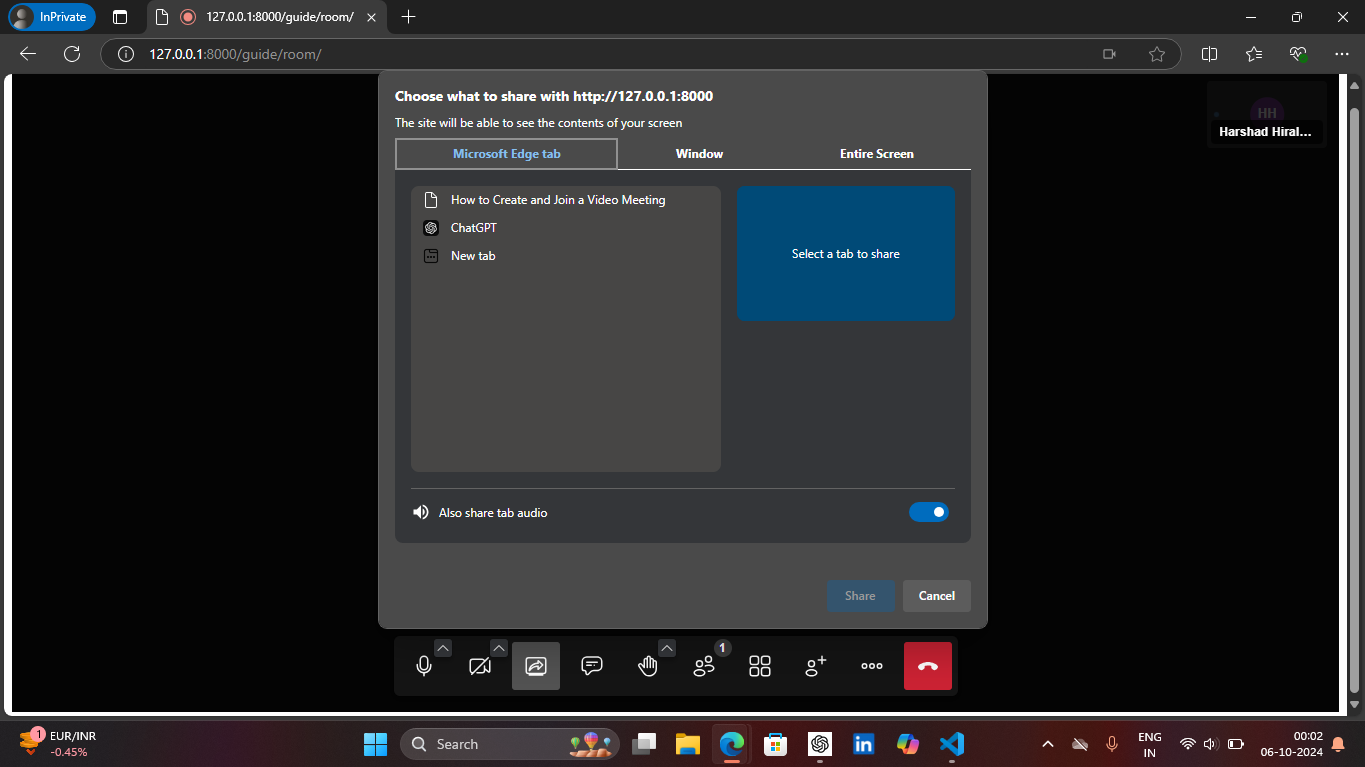 InPrivate
127.0.0.1:8000/guide/room/
127.0.0.1:8000/guide/room/
Choose what to share with http://127.0.0.1:8000
The site will be able to see the contents of your screen
HH
Harshad Hiral...
Microsoft Edge tab
Window
Entire Screen
How to Create and Join a Video Meeting
ChatGPT
New tab
Select a tab to share
Also share tab audio
Share
Cancel
1
1
EUR/INR
-0.45%
Search
in
ENG
IN
00:02
06-10-2024